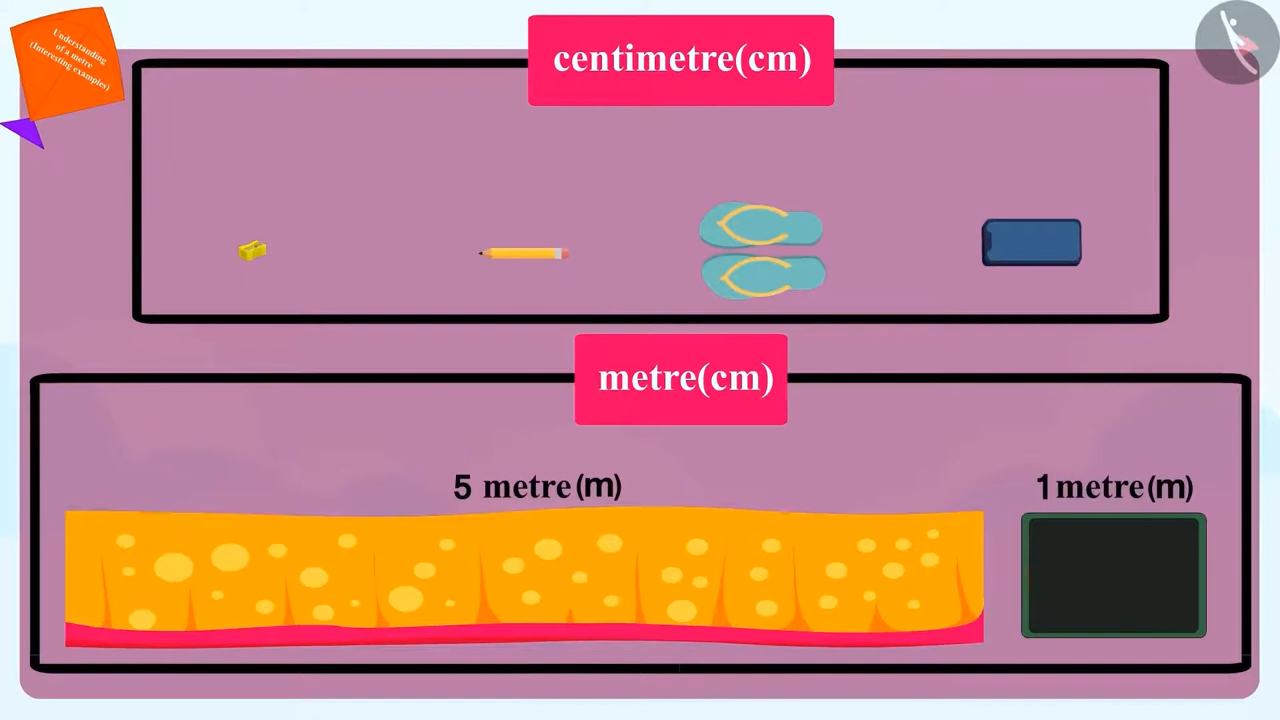 Understanding
of a metre
(Interesting examples)
centimetre(cm)
metre(cm)
5 metre(m)
1metre(m)